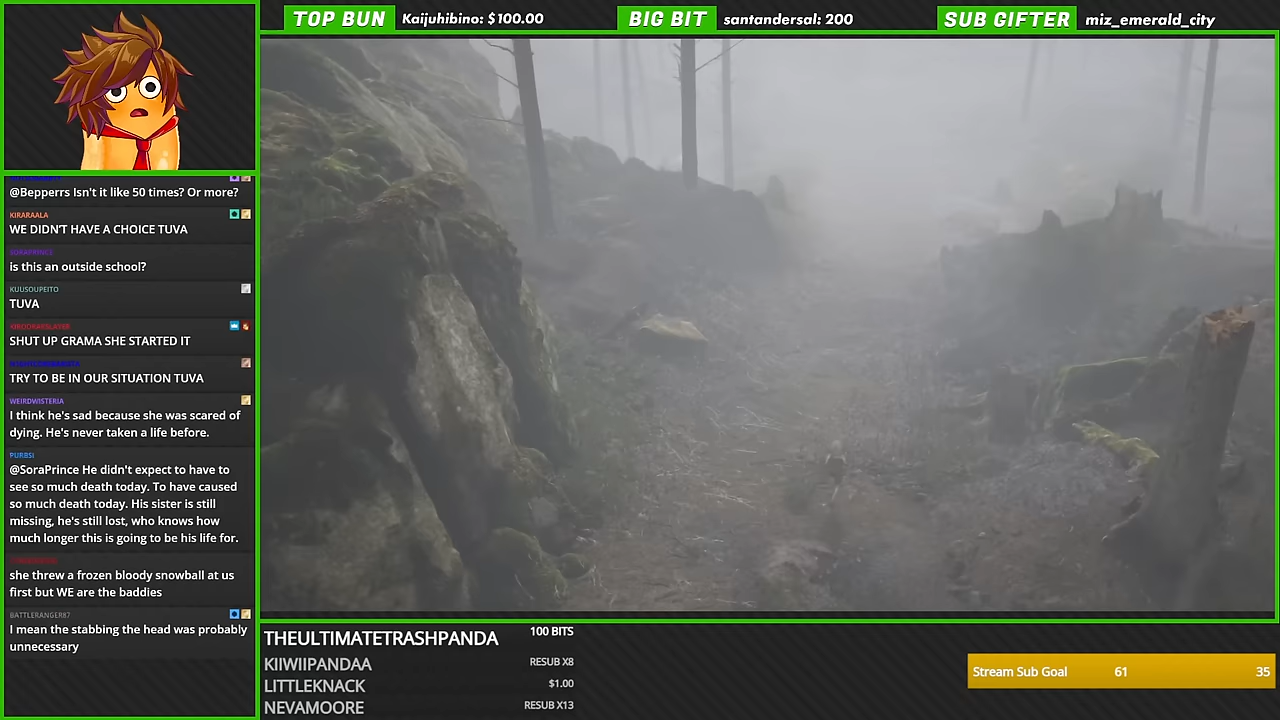 TOP BUN Kaijuhibino: $100.00 BIG BIT santandersal: 200 SUB GIFTER miz_emerald_city
@Bepperrs Isn't it like 50 times? Or more?
KIRARAALA
WE DIDN'T HAVE A CHOICE TUVA
SORAPRINCE
is this an outside school?
KUUSOUPEITO
TUVA
SHUT UP GRAMA SHE STARTED IT
TRY TO BE IN OUR SITUATION TUVA
WEIRDWISTERIA
I think he's sad because she was scared of
dying. He's never taken a life before.
PURBSI
@SoraPrince He didn't expect to have to
see so much death today. To have caused
so much death today. His sister is still
missing, he's still lost, who knows how
much longer this is going to be his life for.
she threw a frozen bloody snowball at us
first but WE are the baddies
BATTLERANGER87
I mean the stabbing the head was probably
unnecessary
THEULTIMATETRASHPANDA 100 BITS
KIIWIIPANDAA RESUB X8
LITTLEKNACK $1.00
NEVAMOORE RESUB X13
Stream Sub Goal 61 35